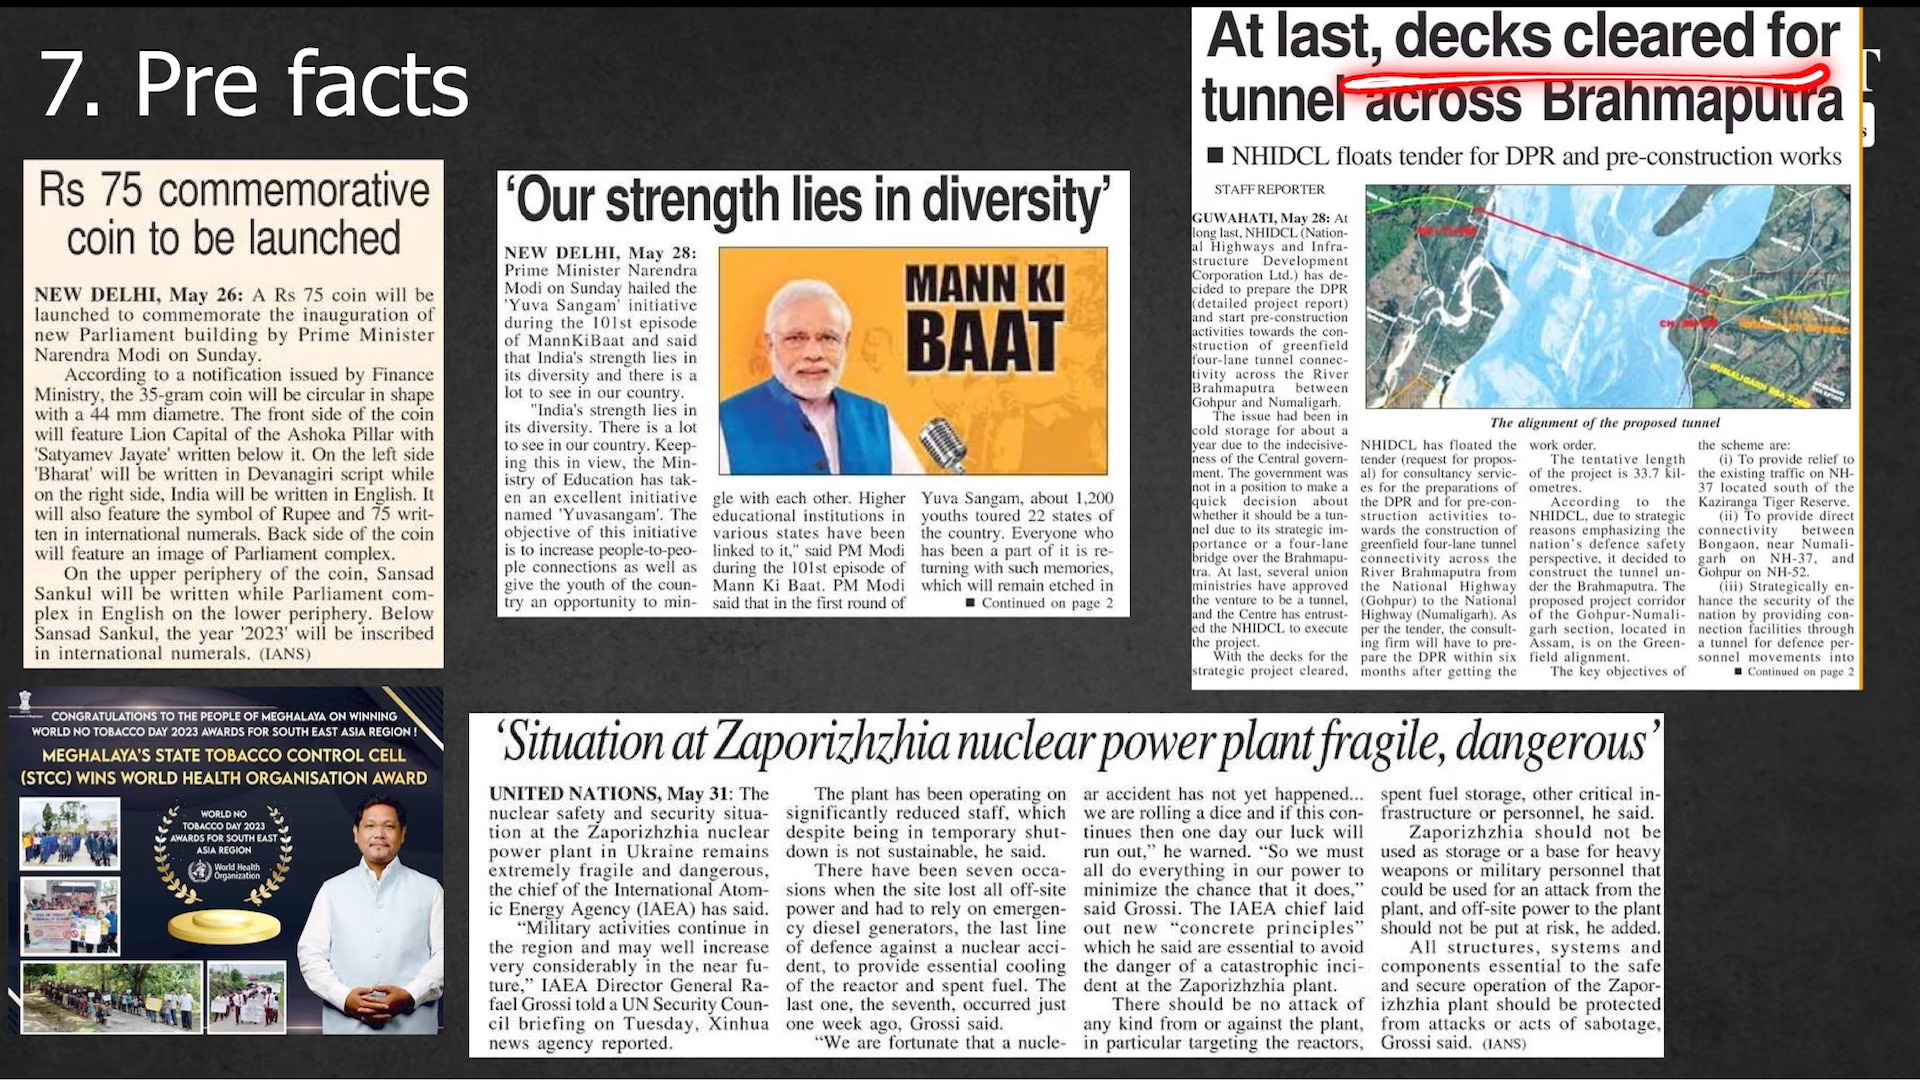 7. Pre facts
Rs 75 commemorative
coin to be launched
NEW DELHI, May 26: A Rs 75 coin will be
launched to commemorate the inauguration of
new Parliament building by Prime Minister
Narendra Modi on Sunday.
According to a notification issued by Finance
Ministry, the 35-gram coin will be circular in shape
with a 44 mm diametre. The front side of the coin
will feature Lion Capital of the Ashoka Pillar with
'Satyamev Jayate' written below it. On the left side
'Bharat' will be written in Devanagiri script while
on the right side, India will be written in English. It
will also feature the symbol of Rupee and 75 writ-
ten in international numerals. Back side of the coin
will feature an image of Parliament complex.
On the upper periphery of the coin, Sansad
Sankul will be written while Parliament com-
plex in English on the lower periphery. Below
Sansad Sankul, the year '2023' will be inscribed
in international numerals. (IANS)
CONGRATULATIONS TO THE PEOPLE OF MEGHALAYA ON WINNING
WORLD NO TOBACCO DAY 2023 AWARDS FOR SOUTH EAST ASIA REGION !
MEGHALAYA'S STATE TOBACCO CONTROL CELL
(STCC) WINS WORLD HEALTH ORGANISATION AWARD
WORLD NO
TOBACCO DAY 2023
AWARDS FOR SOUTH EAST
ASIA REGION
World Health
Organization
'Our strength lies in diversity'
NEW DELHI, May 28:
Prime Minister Narendra
Modi on Sunday hailed the
'Yuva Sangam' initiative
during the 101st episode
of MannKiBaat and said
that India's strength lies in
its diversity and there is a
lot to see in our country.
"India's strength lies in
its diversity. There is a lot
to see in our country. Keep-
ing this in view, the Min-
istry of Education has tak-
en an excellent initiative
named 'Yuvasangam'. The
objective of this initiative
is to increase people-to-peo-
ple connections as well as
give the youth of the coun-
try an opportunity to min-
MANN KI
BAAT
gle with each other. Higher
educational institutions in
various states have been
linked to it," said PM Modi
during the 101st episode of
Mann Ki Baat. PM Modi
said that in the first round of
Yuva Sangam, about 1,200
youths toured 22 states of
the country. Everyone who
has been a part of it is re-
turning with such memories,
which will remain etched in
■ Continued on page 2
At last, decks cleared for
tunnel across Brahmaputra
■ NHIDCL floats tender for DPR and pre-construction works
STAFF REPORTER
GUWAHATI, May 28: At
long last, NHIDCL (Nation-
al Highways and Infra-
structure Development
Corporation Ltd.) has de-
cided to prepare the DPR
(detailed project report)
and start pre-construction
activities towards the con-
struction of greenfield
four-lane tunnel connec-
tivity across the River
Brahmaputra between
Gohpur and Numaligarh.
The issue had been in
cold storage for about a
year due to the indecisive-
ness of the Central govern-
ment. The government was
not in a position to make a
quick decision about
whether it should be a tun-
nel due to its strategic im-
portance or a four-lane
bridge over the Brahmapu-
tra. At last, several union
ministries have approved
the venture to be a tunnel,
and the Centre has entrust-
ed the NHIDCL to execute
the project.
With the decks for the
strategic project cleared,
The alignment of the proposed tunnel
NHIDCL has floated the
tender (request for propos-
al) for consultancy servic-
es for the preparations of
the DPR and for pre-con-
struction activities to-
wards the construction of
greenfield four-lane tunnel
connectivity across the
River Brahmaputra from
the National Highway
(Gohpur) to the National
Highway (Numaligarh). As
per the tender, the consult-
ing firm will have to pre-
pare the DPR within six
months after getting the
work order.
The tentative length
of the project is 33.7 kil-
ometres.
According to the
NHIDCL, due to strategic
reasons emphasizing the
nation's defence safety
perspective, it decided to
construct the tunnel un-
der the Brahmaputra. The
proposed project corridor
of the Gohpur-Numali-
garh section, located in
Assam, is on the Green-
field alignment.
The key objectives of
the scheme are:
(i) To provide relief to
the existing traffic on NH-
37 located south of the
Kaziranga Tiger Reserve.
(ii) To provide direct
connectivity between
Bongaon, near Numali-
garh on NH-37, and
Gohpur on NH-52.
(iii) Strategically en-
hance the security of the
nation by providing con-
nection facilities through
a tunnel for defence per-
sonnel movements into
■ Continued on page 2
'Situation at Zaporizhzhia nuclear power plant fragile, dangerous'
UNITED NATIONS, May 31: The
nuclear safety and security situa-
tion at the Zaporizhzhia nuclear
power plant in Ukraine remains
extremely fragile and dangerous,
the chief of the International Atom-
ic Energy Agency (IAEA) has said.
"Military activities continue in
the region and may well increase
very considerably in the near fu-
ture," IAEA Director General Ra-
fael Grossi told a UN Security Coun-
cil briefing on Tuesday, Xinhua
news agency reported.
The plant has been operating on
significantly reduced staff, which
despite being in temporary shut-
down is not sustainable, he said.
There have been seven occa-
sions when the site lost all off-site
power and had to rely on emergen-
cy diesel generators, the last line
of defence against a nuclear acci-
dent, to provide essential cooling
of the reactor and spent fuel. The
last one, the seventh, occurred just
one week ago, Grossi said.
"We are fortunate that a nucle-
ar accident has not yet happened...
we are rolling a dice and if this con-
tinues then one day our luck will
run out," he warned. "So we must
all do everything in our power to
minimize the chance that it does,"
said Grossi. The IAEA chief laid
out new "concrete principles"
which he said are essential to avoid
the danger of a catastrophic inci-
dent at the Zaporizhzhia plant.
There should be no attack of
any kind from or against the plant,
in particular targeting the reactors,
spent fuel storage, other critical in-
frastructure or personnel, he said.
Zaporizhzhia should not be
used as storage or a base for heavy
weapons or military personnel that
could be used for an attack from the
plant, and off-site power to the plant
should not be put at risk, he added.
All structures, systems and
components essential to the safe
and secure operation of the Zapor-
izhzhia plant should be protected
from attacks or acts of sabotage,
Grossi said. (IANS)